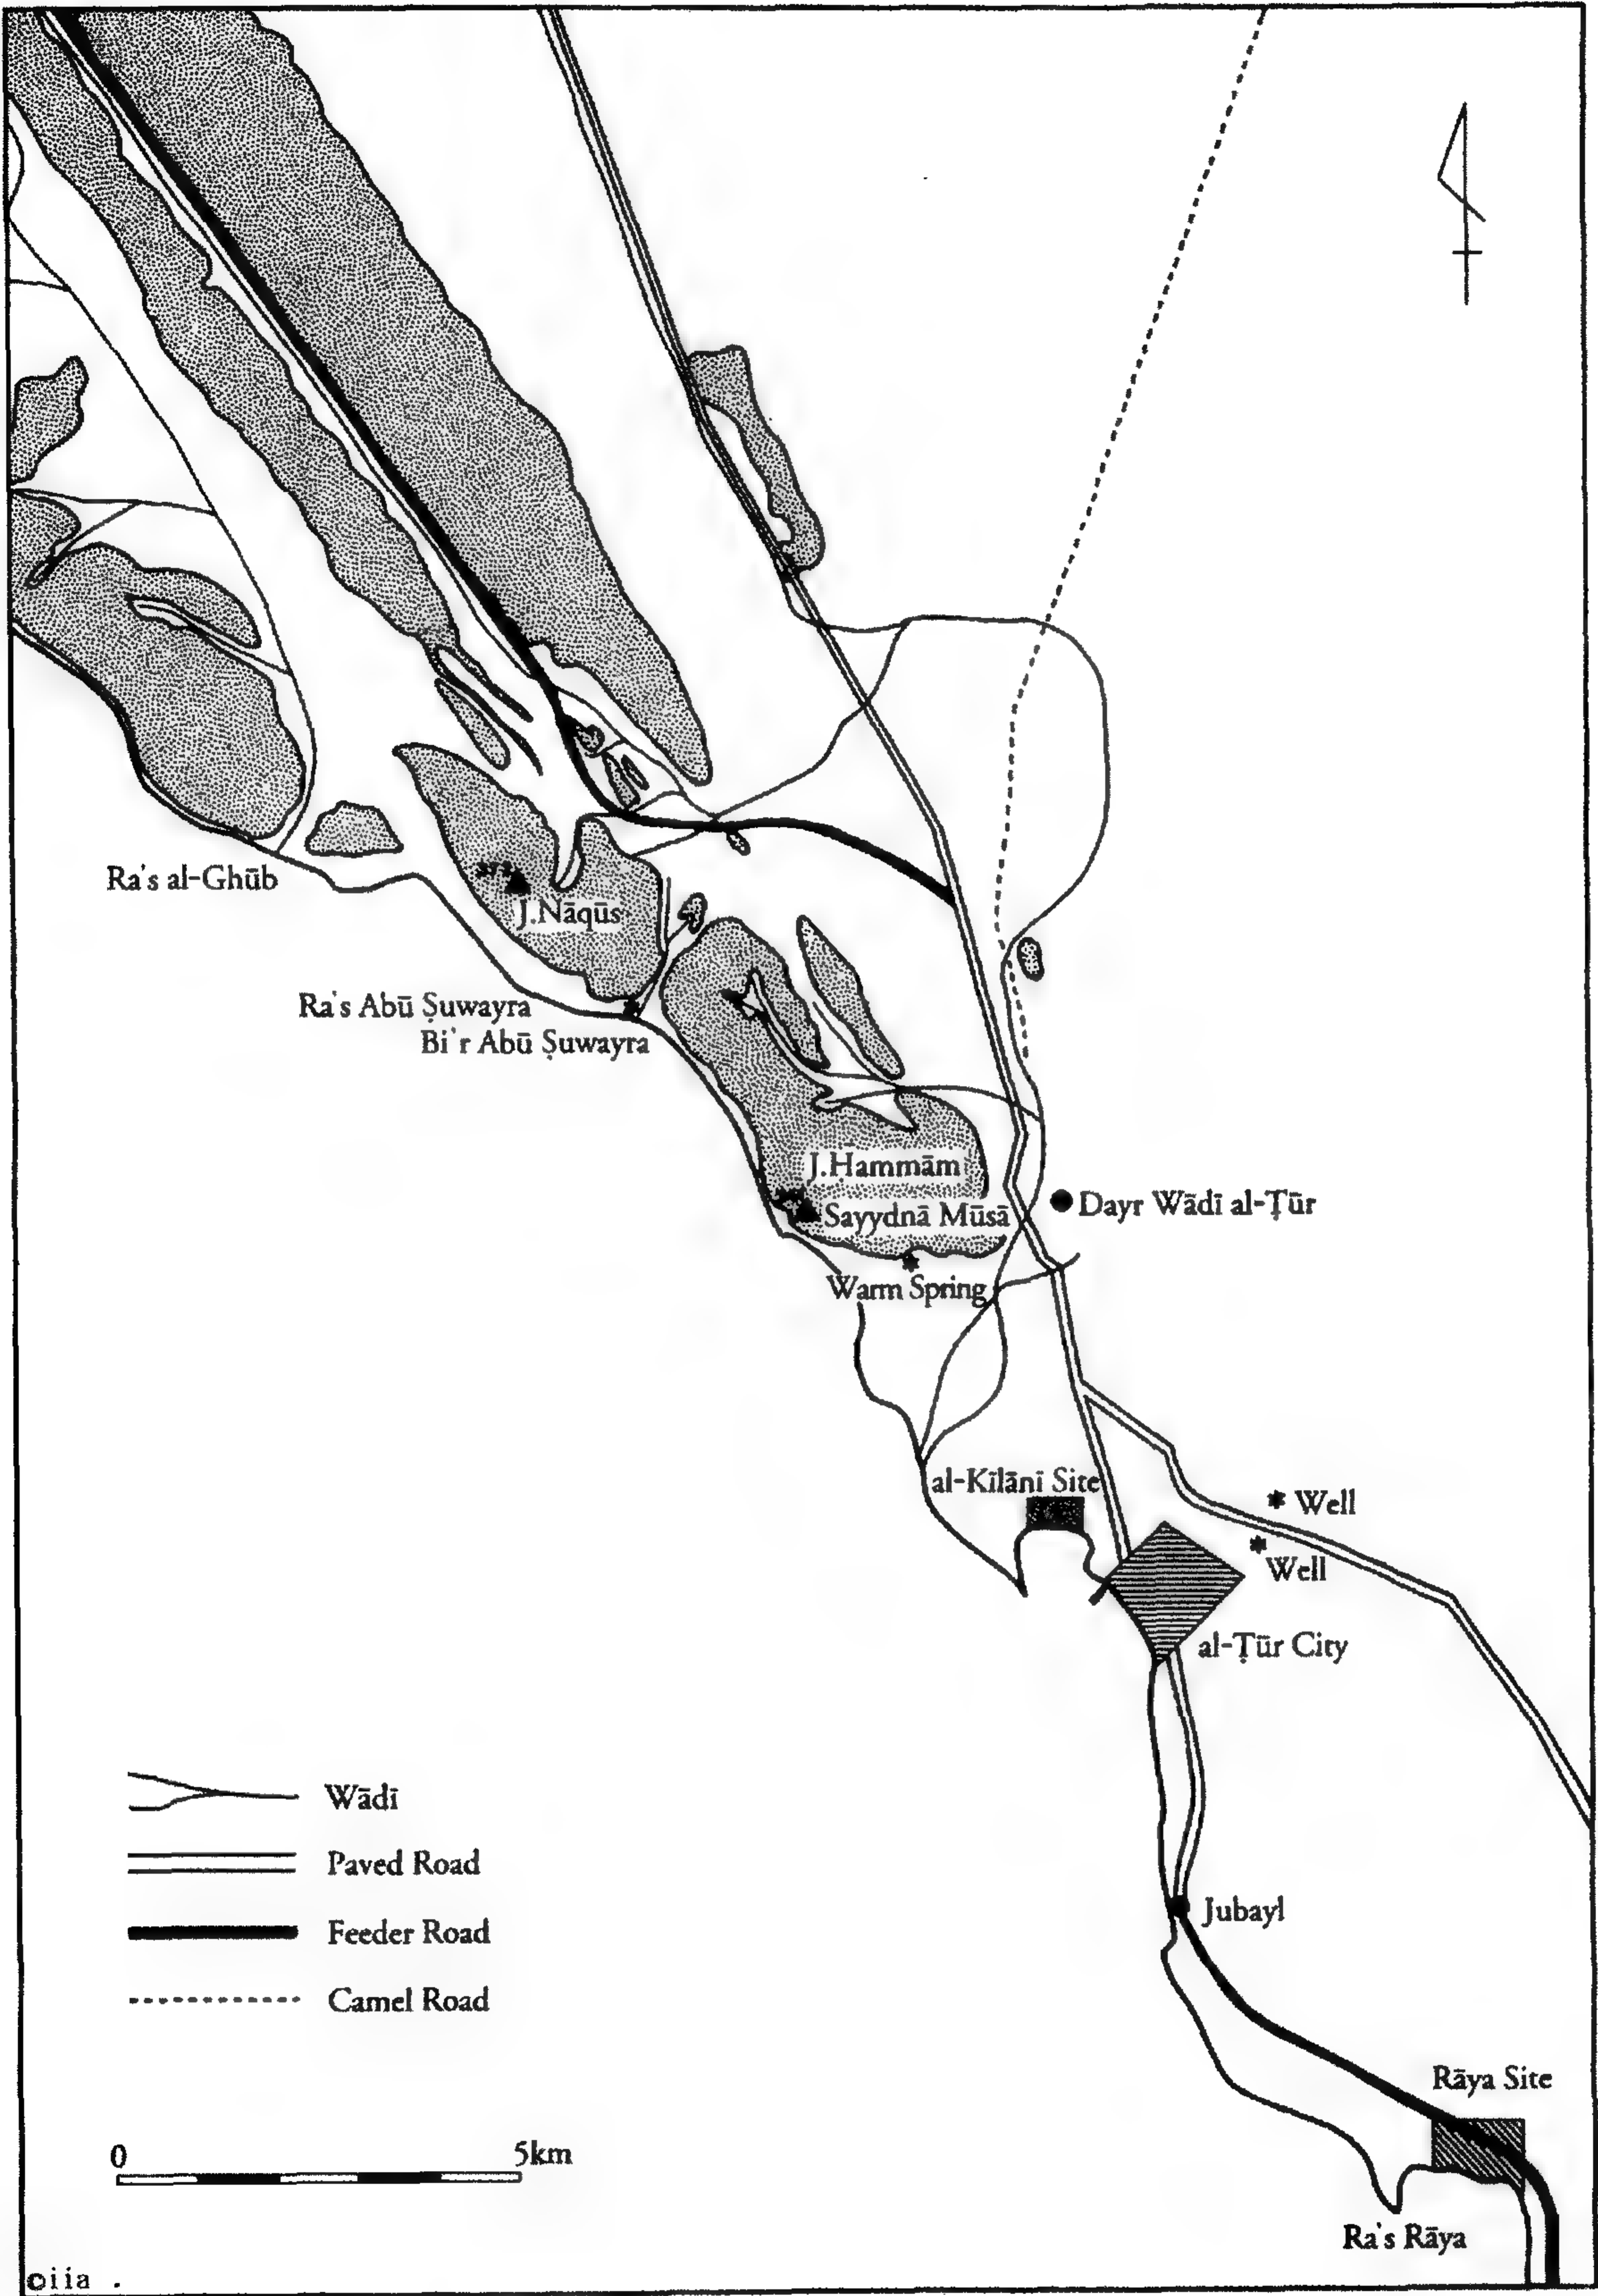 Ra's al-Ghūb
J.Nāqūs
Ra's Abū Ṣuwayra
Bi'r Abū Ṣuwayra
J.Ḥammām
Sayydnā Mūsā
Dayr Wādī al-Ṭūr
Warm Spring
al-Kīlānī Site
Well
Well
al-Ṭūr City
Wādī
Paved Road
Feeder Road
Camel Road
Jubayl
Rāya Site
0 5km
Ra's Rāya
©iia .